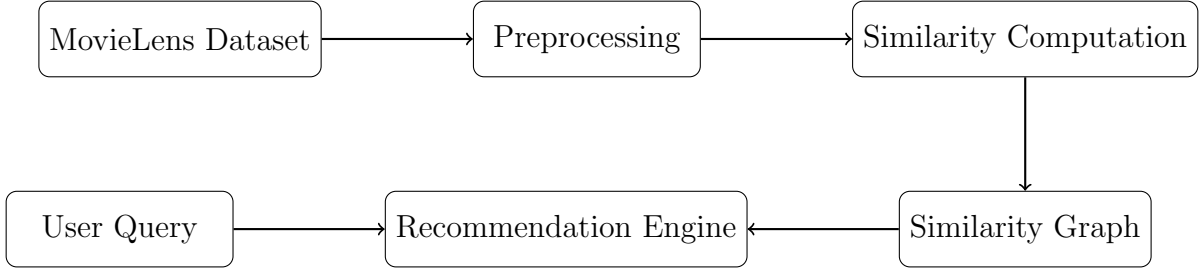 MovieLens Dataset
Preprocessing
Similarity Computation
User Query
Recommendation Engine
Similarity Graph